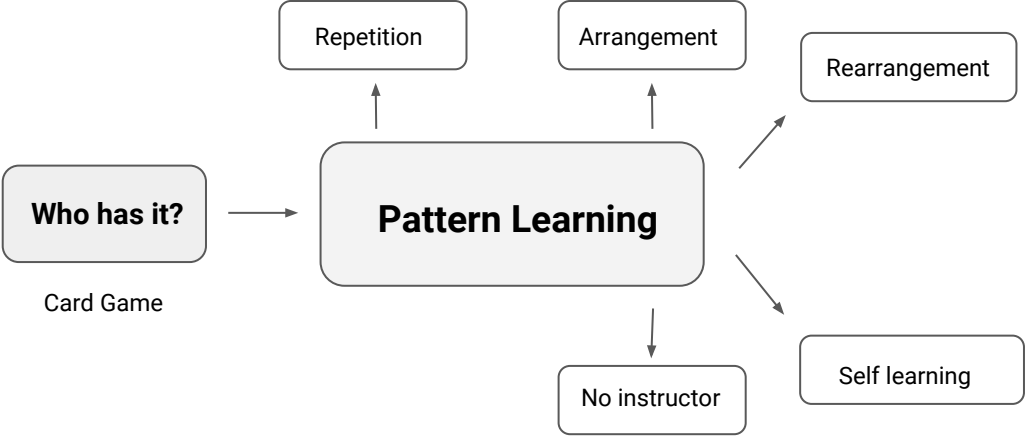 Repetition
Arrangement
Rearrangement
Who has it?
Pattern Learning
Card Game
Self learning
No instructor